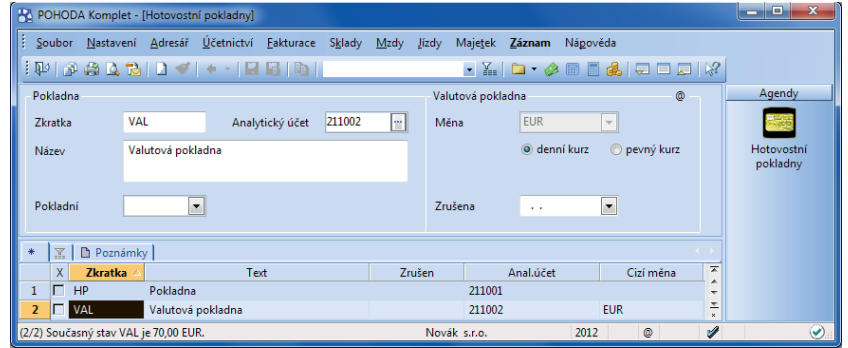 POHODA Komplet - [Hotovostní pokladny]
Soubor Nastavení Adresář Účetnictví Fakturace Sklady Mzdy Jízdy Majetek Záznam Nápověda
Pokladna
Valutová pokladna @
Agendy
Zkratka VAL Analytický účet 211002 ...
Měna EUR
Název Valutová pokladna
denní kurz pevný kurz
Hotovostní
pokladny
Pokladní
Zrušena . .
* Poznámky
X Zkratka Text Zrušen Anal.účet Cizí měna
1 HP Pokladna 211001
2 VAL Valutová pokladna 211002 EUR
(2/2) Současný stav VAL je 70,00 EUR. Novák s.r.o. 2012 @